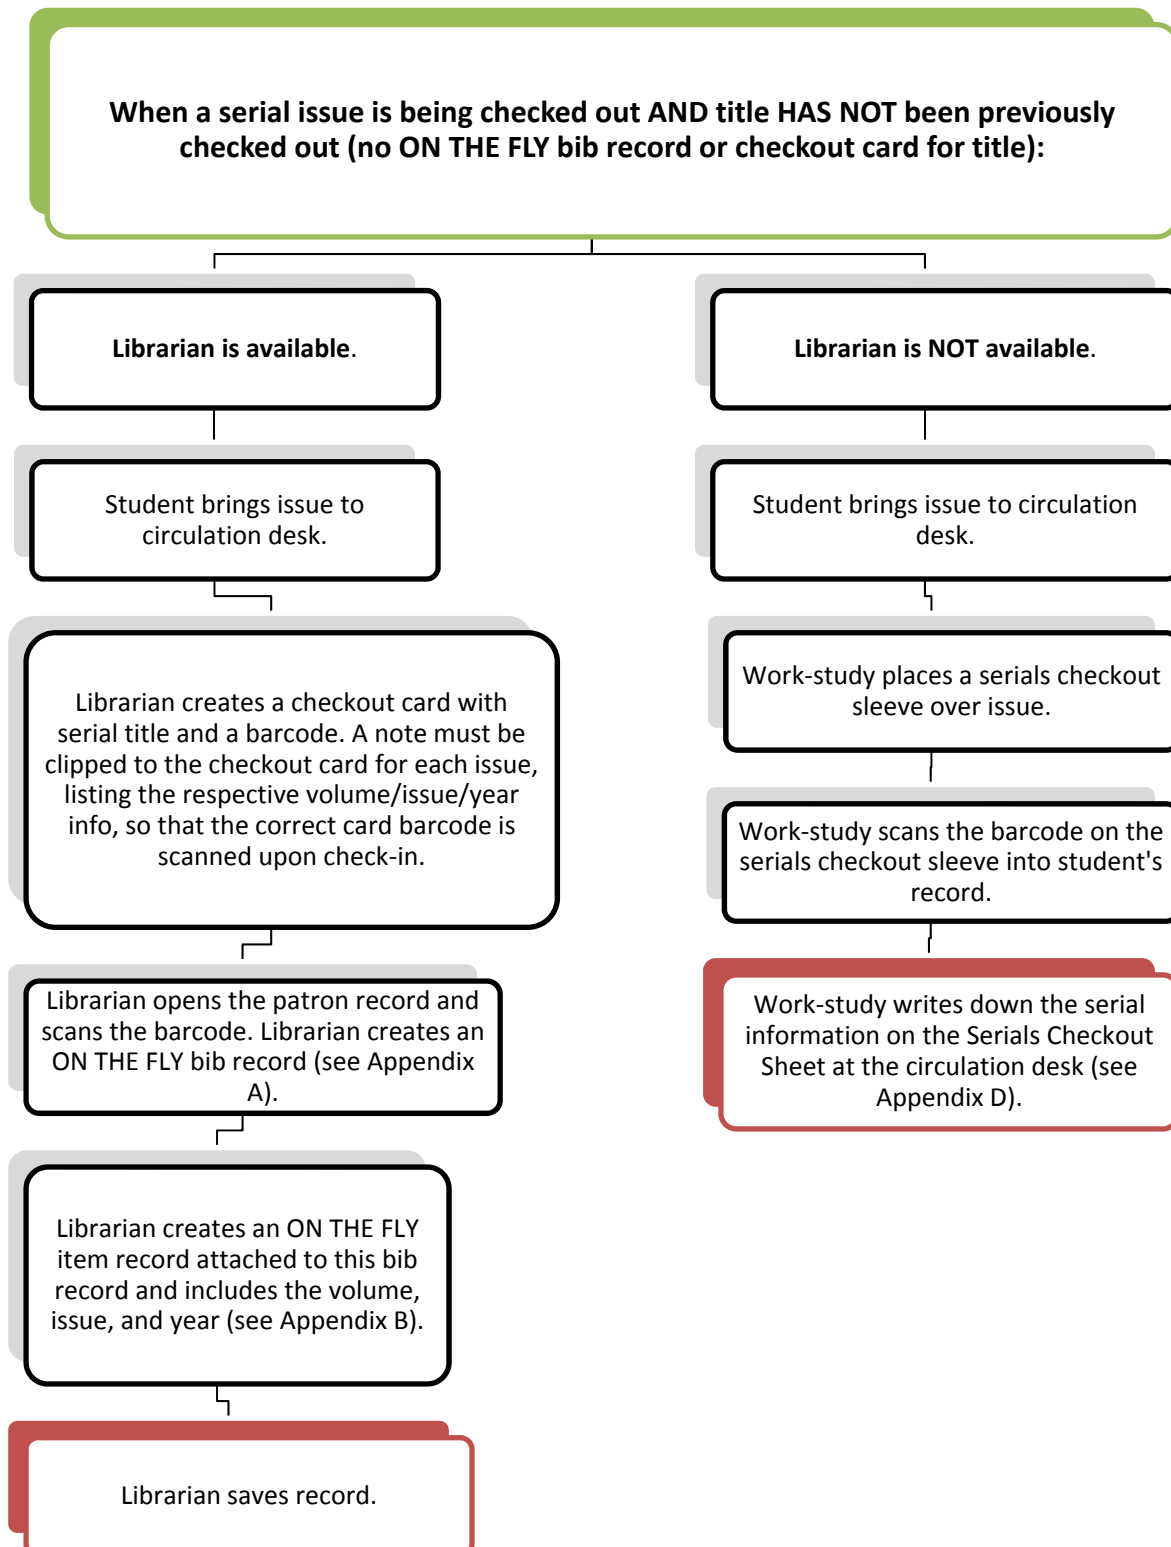 When a serial issue is being checked out AND title HAS NOT been previously
checked out (no ON THE FLY bib record or checkout card for title):
Librarian is available.
Student brings issue to
circulation desk.
Librarian creates a checkout card with
serial title and a barcode. A note must be
clipped to the checkout card for each issue,
listing the respective volume/issue/year
info, so that the correct card barcode is
scanned upon check-in.
Librarian opens the patron record and
scans the barcode. Librarian creates an
ON THE FLY bib record (see Appendix
A).
Librarian creates an ON THE FLY
item record attached to this bib
record and includes the volume,
issue, and year (see Appendix B).
Librarian saves record.
Librarian is NOT available.
Student brings issue to circulation
desk.
Work-study places a serials checkout
sleeve over issue.
Work-study scans the barcode on the
serials checkout sleeve into student's
record.
Work-study writes down the serial
information on the Serials Checkout
Sheet at the circulation desk (see
Appendix D).